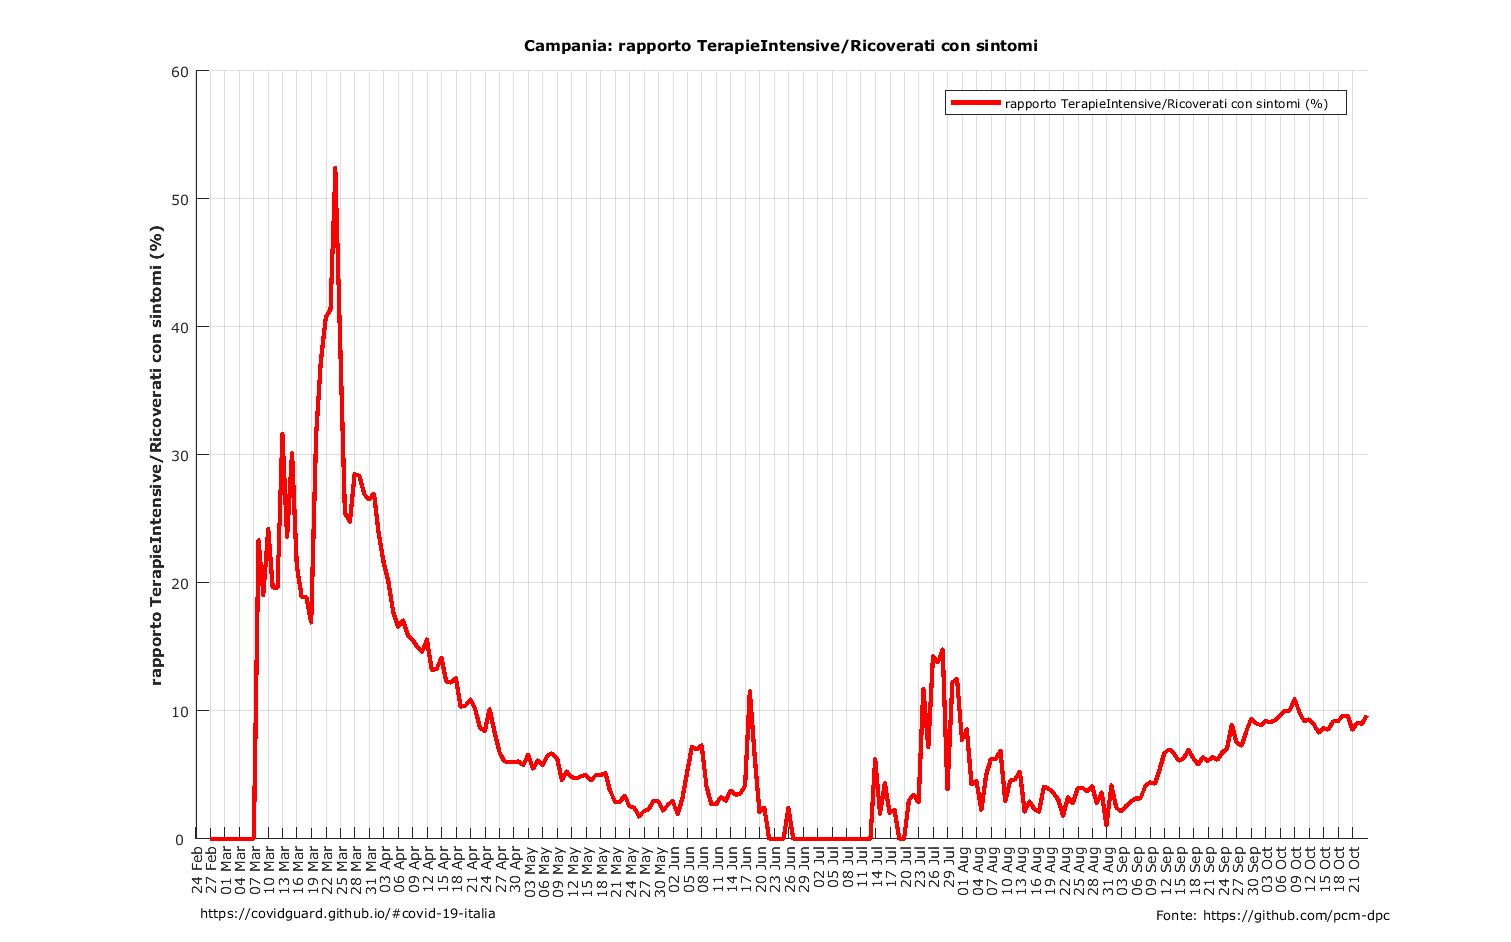 Campania: rapporto TerapieIntensive/Ricoverati con sintomi
rapporto TerapieIntensive/Ricoverati con sintomi (%)
rapporto TerapieIntensive/Ricoverati con sintomi (%)
60
50
40
30
20
10
0
24 Feb
27 Feb
01 Mar
04 Mar
07 Mar
10 Mar
13 Mar
16 Mar
19 Mar
22 Mar
25 Mar
28 Mar
31 Mar
03 Apr
06 Apr
09 Apr
12 Apr
15 Apr
18 Apr
21 Apr
24 Apr
27 Apr
30 Apr
03 May
06 May
09 May
12 May
15 May
18 May
21 May
24 May
27 May
30 May
02 Jun
05 Jun
08 Jun
11 Jun
14 Jun
17 Jun
20 Jun
23 Jun
26 Jun
29 Jun
02 Jul
05 Jul
08 Jul
11 Jul
14 Jul
17 Jul
20 Jul
23 Jul
26 Jul
29 Jul
01 Aug
04 Aug
07 Aug
10 Aug
13 Aug
16 Aug
19 Aug
22 Aug
25 Aug
28 Aug
31 Aug
03 Sep
06 Sep
09 Sep
12 Sep
15 Sep
18 Sep
21 Sep
24 Sep
27 Sep
30 Sep
03 Oct
06 Oct
09 Oct
12 Oct
15 Oct
18 Oct
21 Oct
https://covidguard.github.io/#covid-19-italia
Fonte: https://github.com/pcm-dpc